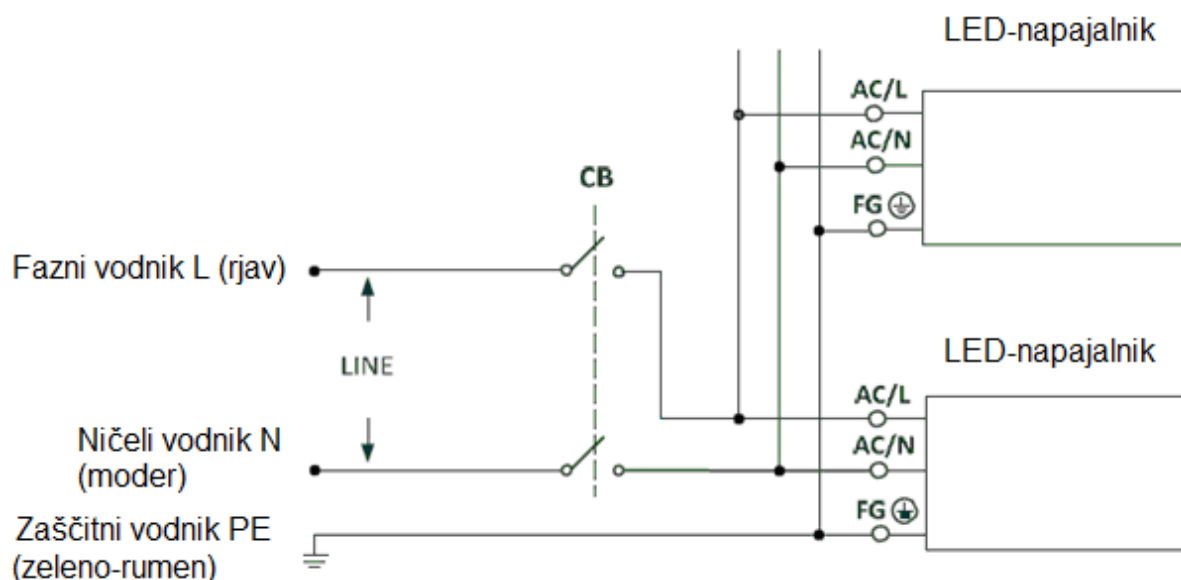 LED-napajalnik
AC/L
AC/N
CB
FG
Fazni vodnik L (rjav)
LINE
LED-napajalnik
AC/L
Ničeli vodnik N
(moder)
AC/N
Zaščitni vodnik PE
(zeleno-rumen)
FG